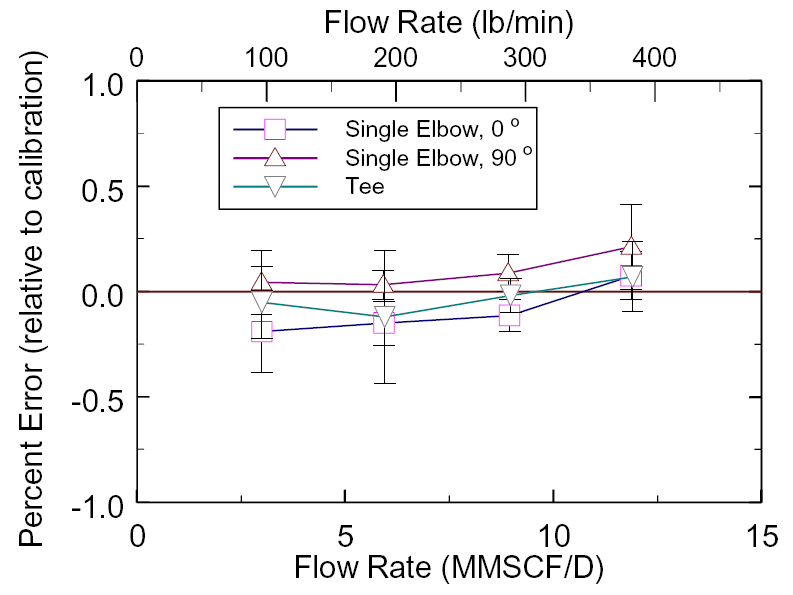 Flow Rate (lb/min)
0 100 200 300 400
1.0
0.5
0.0
-0.5
-1.0
Percent Error (relative to calibration)
Single Elbow, 0 º
Single Elbow, 90 º
Tee
0 5 10 15
Flow Rate (MMSCF/D)